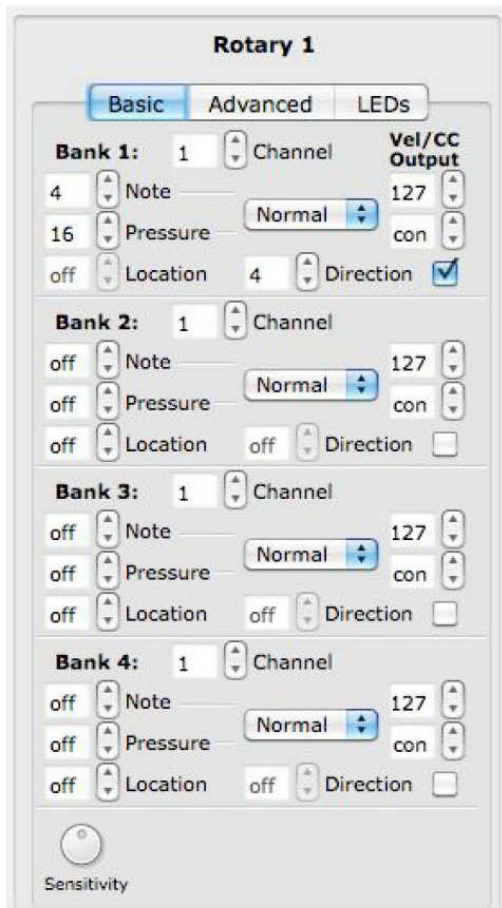 Rotary 1
Basic Advanced LEDs
Bank 1: 1 Channel Vel/CC
Output
4 Note Normal 127
16 Pressure con
off Location 4 Direction
Bank 2: 1 Channel
off Note Normal 127
off Pressure con
off Location off Direction
Bank 3: 1 Channel
off Note Normal 127
off Pressure con
off Location off Direction
Bank 4: 1 Channel
off Note Normal 127
off Pressure con
off Location off Direction
Sensitivity